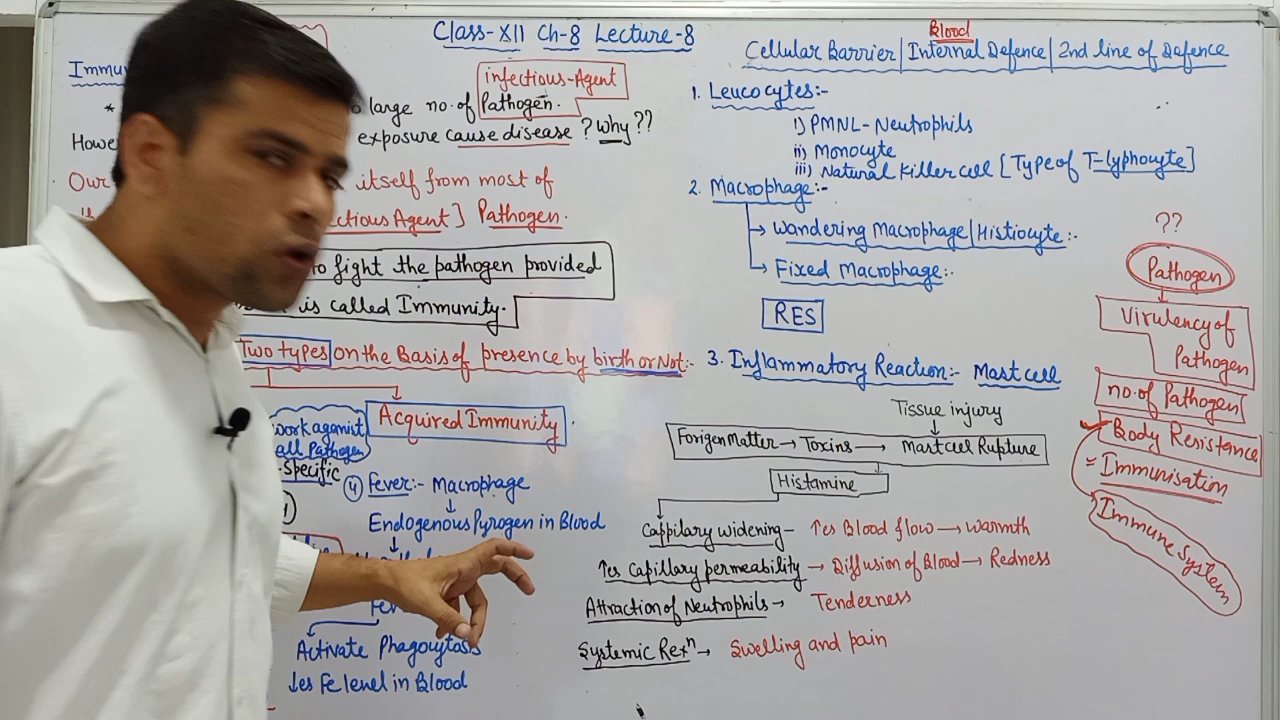 Class-XII Ch-8 Lecture-8
infectious-Agent
large no.of Pathogen.
exposure cause disease ? why ??
Our itself from most of
Agent] Pathogen.
to fight the pathogen provided
is called Immunity.
Two types on the Basis of presence by birth or Not:-
Acquired Immunity
work against
all Pathogen
Specific
④ Fever:- Macrophage
Endogenous Pyrogen in Blood
Activate Phagocytosis
↓es Fe level in Blood
Blood
Cellular Barrier | Internal Defence | 2nd line of Defence
1. Leucocytes:-
i) PMNL-Neutrophils
ii) Monocyte
iii) Natural Killer cell [Type of T-lyphocyte]
2. Macrophage:-
→ Wandering Macrophage | Histiocyte:-
→ Fixed Macrophage:-
RES
3. Inflammatory Reaction:- Mast cell
Tissue injury
Forigen Matter → Toxins → Mart cell Rupture
Histamine
Cappilary widening - ↑es Blood flow → warmth
↑es Capillary permeability → Diffusion of Blood → Redness
Attraction of Neutrophils → Tenderness
Systemic Rexⁿ → Swelling and pain
??
Pathogen
Virulency of
Pathogen
no.of Pathogen
Body Resistance
= Immunisation
Immune System